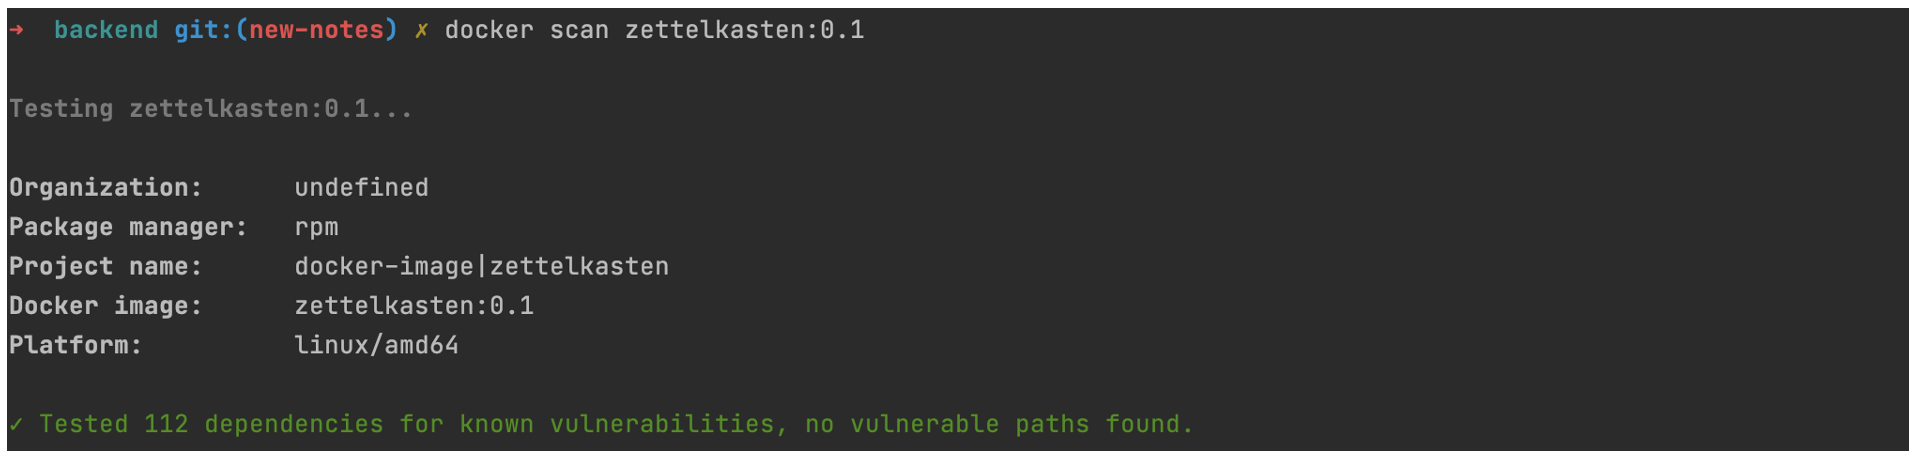 ➜  backend git:(new-notes) ✗ docker scan zettelkasten:0.1
Testing zettelkasten:0.1...
Organization:      undefined
Package manager:   rpm
Project name:      docker-image|zettelkasten
Docker image:      zettelkasten:0.1
Platform:          linux/amd64
✓ Tested 112 dependencies for known vulnerabilities, no vulnerable paths found.